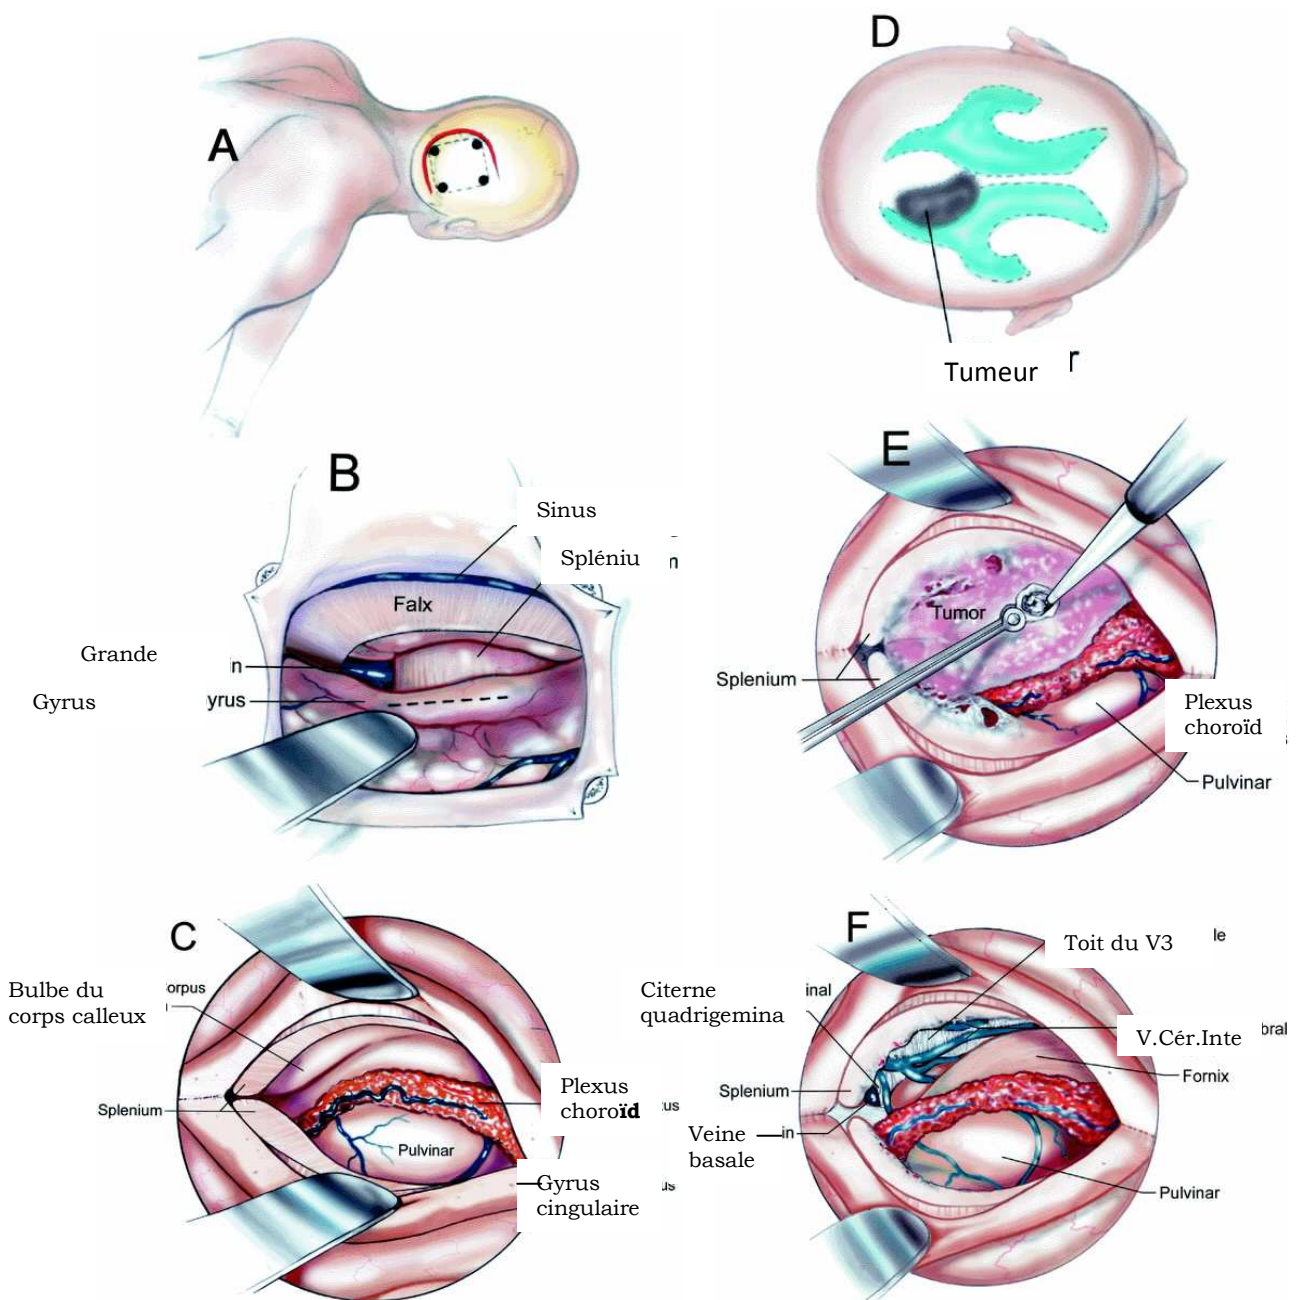 A
D
Tumeur
r
B
Sinus
Spléniu
n
Falx
Grande
n
Gyrus
yrus
E
Tumor
Splenium
Plexus
choroïd
s
Pulvinar
C
Bulbe du
corps calleux
orpus
Splenium
Plexus
choroïd
tus
Pulvinar
Gyrus
cingulaire
us
F
Toit du V3
le
Citerne
quadrigemina
inal
V.Cér.Inte
bral
Fornix
Splenium
Veine
basale
in
Pulvinar